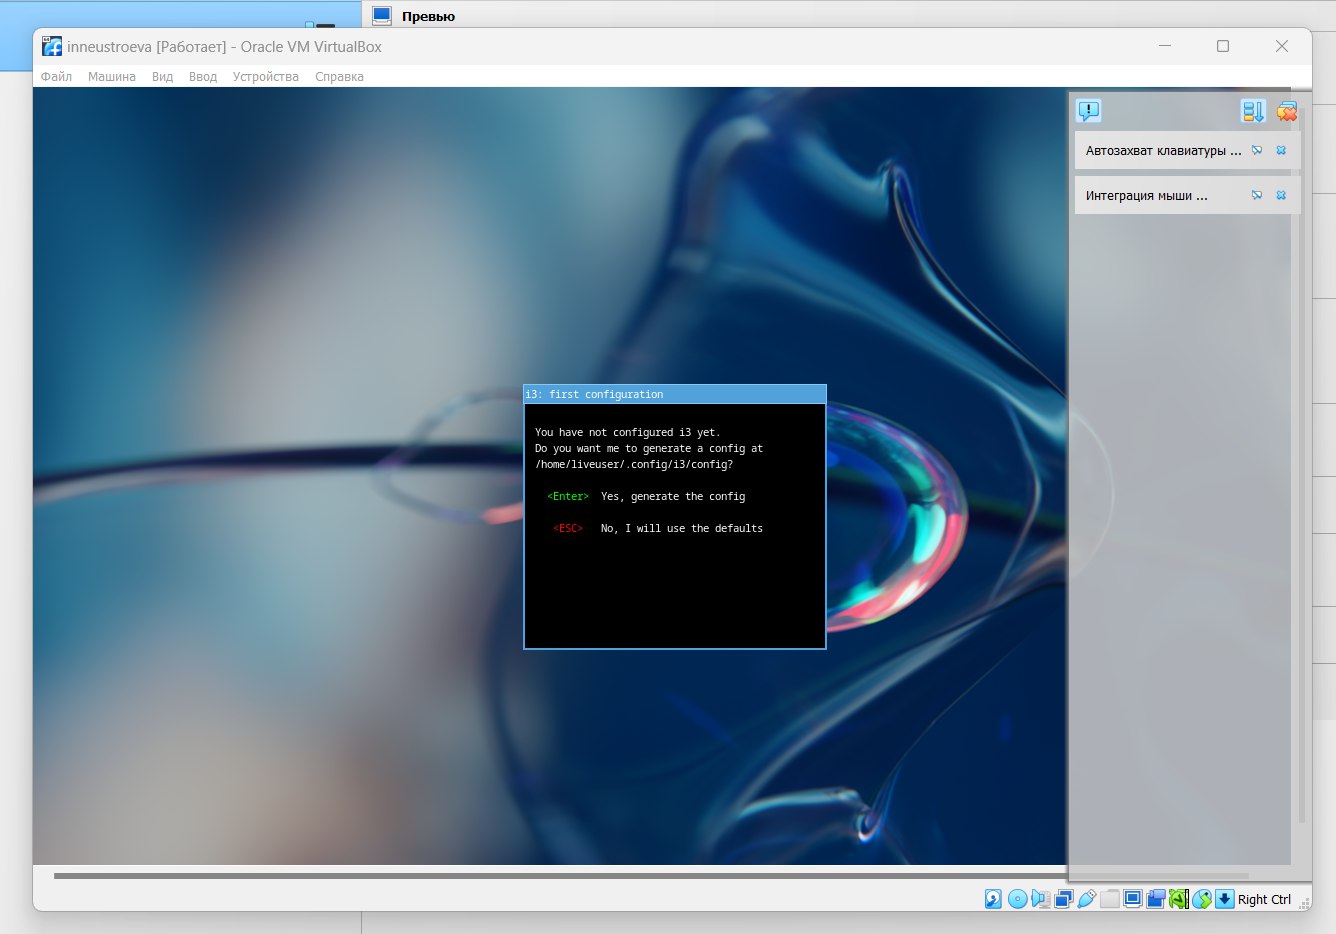 Превью
inneustroeva [Работает] - Oracle VM VirtualBox
Файл Машина Вид Ввод Устройства Справка
Автозахват клавиатуры ...
Интеграция мыши ...
i3: first configuration
You have not configured i3 yet.
Do you want me to generate a config at
/home/liveuser/.config/i3/config?
<Enter> Yes, generate the config
<ESC> No, I will use the defaults
Right Ctrl